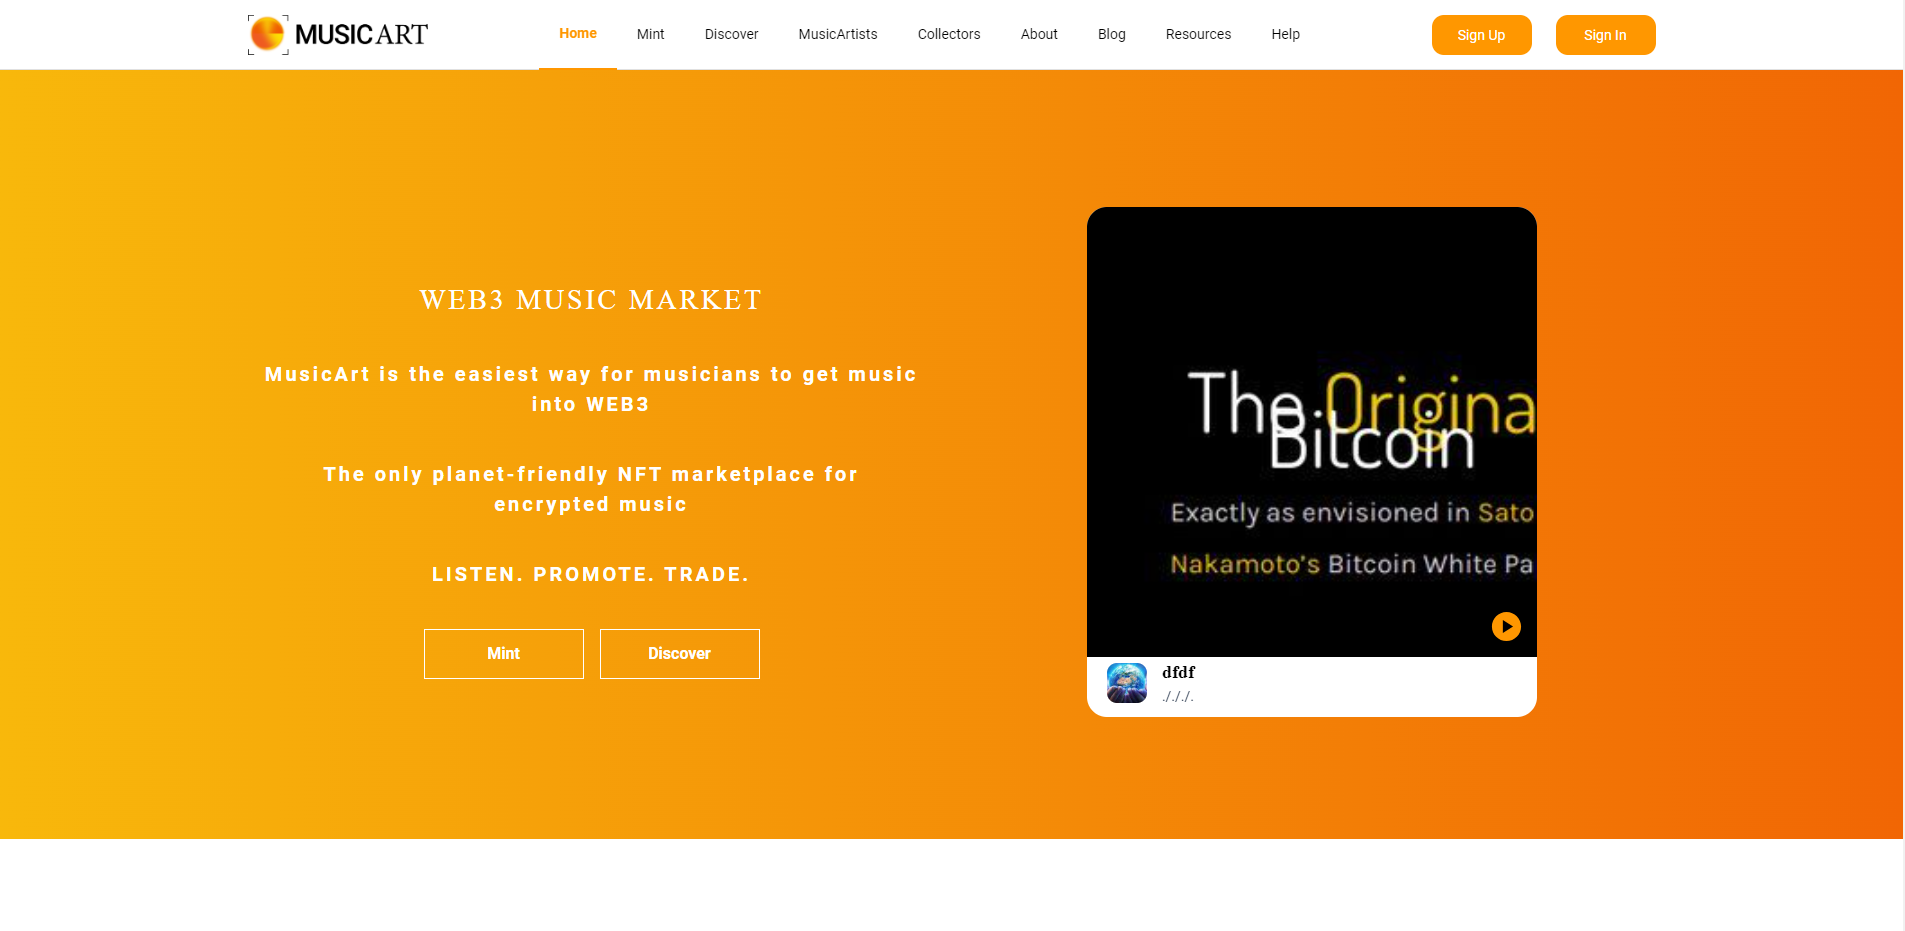 MUSICART
Home
Mint
Discover
MusicArtists
Collectors
About
Blog
Resources
Help
Sign Up
Sign In
WEB3 MUSIC MARKET
MusicArt is the easiest way for musicians to get music
into WEB3
The only planet-friendly NFT marketplace for
encrypted music
LISTEN. PROMOTE. TRADE.
Mint
Discover
The Origina
Bitcoin
Exactly as envisioned in Sato
Nakamoto's Bitcoin White Pa
dfdf
././././.